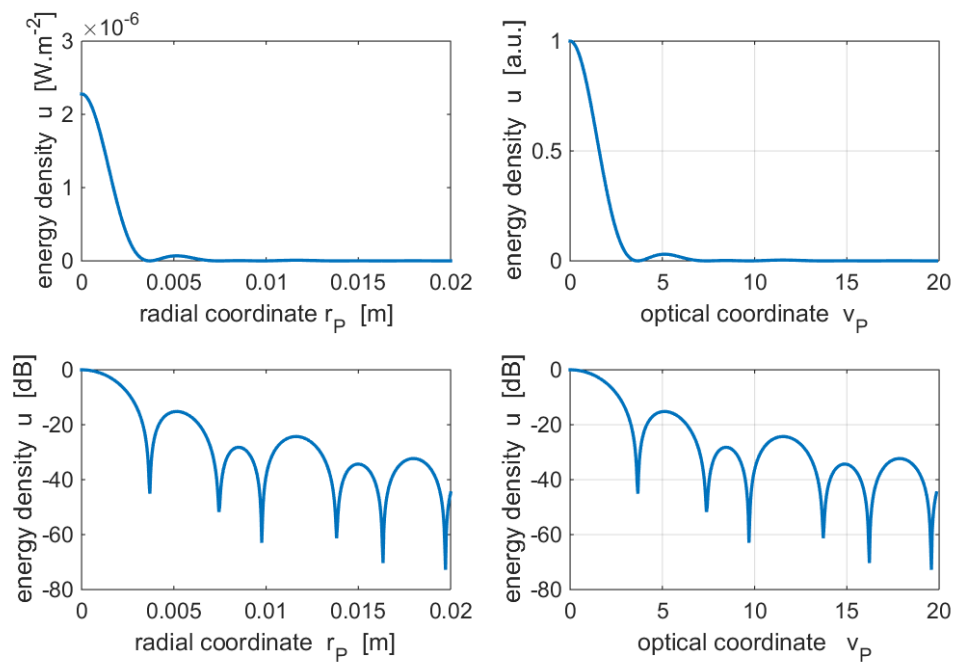 ×10⁻⁶
3
2
1
0
energy density u [W.m⁻²]
0 0.005 0.01 0.015 0.02
radial coordinate r_P [m]
1
0.5
0
energy density u [a.u.]
0 5 10 15 20
optical coordinate v_P
0
-20
-40
-60
-80
energy density u [dB]
0 0.005 0.01 0.015 0.02
radial coordinate r_P [m]
0
-20
-40
-60
-80
energy density u [dB]
0 5 10 15 20
optical coordinate v_P